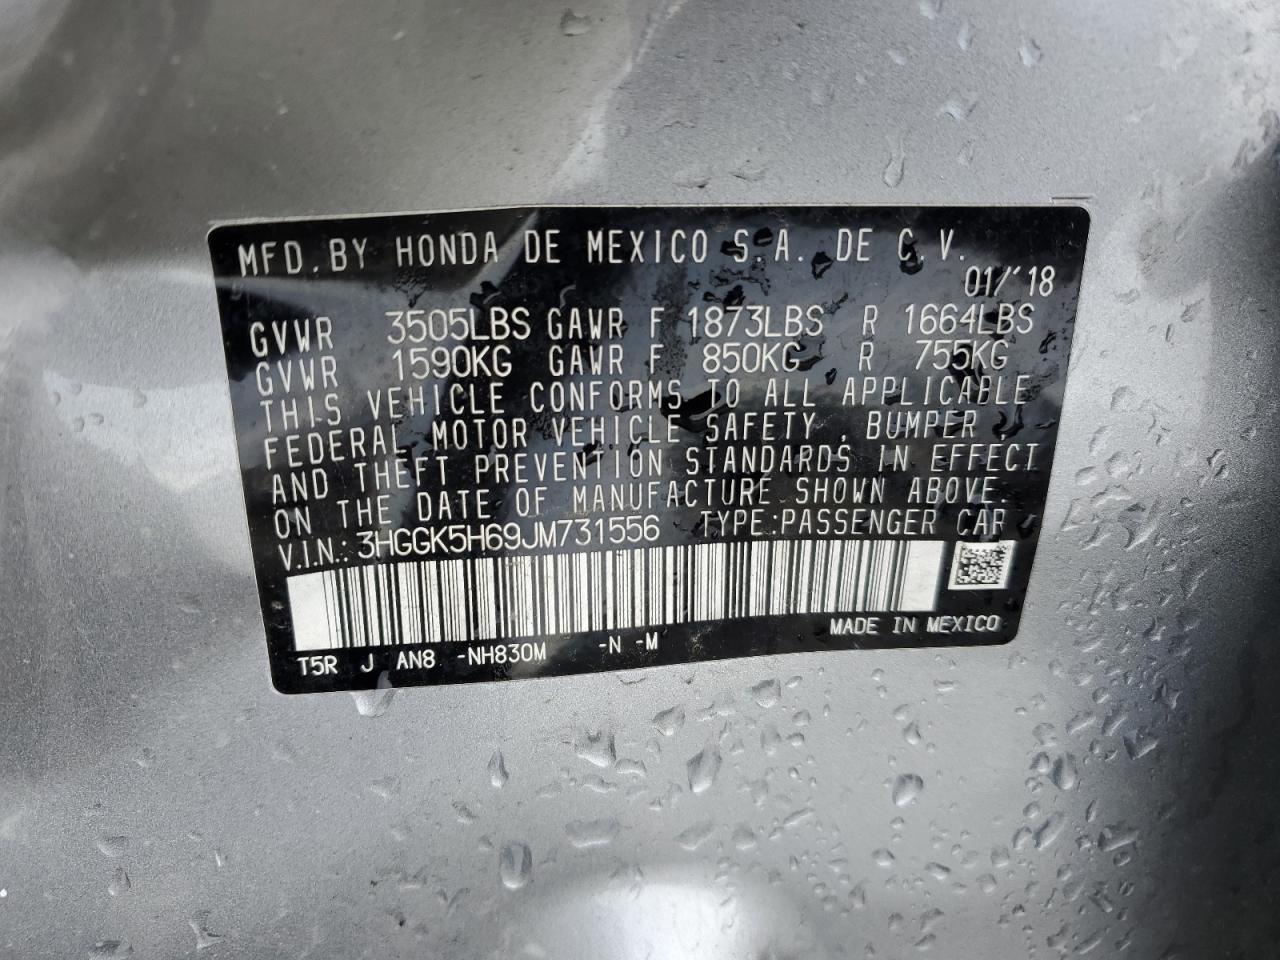 MFD. BY HONDA DE MEXICO S.A. DE C.V.
01/'18
GVWR 3505LBS GAWR F 1873LBS R 1664LBS
GVWR 1590KG GAWR F 850KG R 755KG
THIS VEHICLE CONFORMS TO ALL APPLICABLE
FEDERAL MOTOR VEHICLE SAFETY , BUMPER ,
AND THEFT PREVENTION STANDARDS IN EFFECT
ON THE DATE OF MANUFACTURE SHOWN ABOVE.
V.I.N.: 3HGGK5H69JM731556 TYPE:PASSENGER CAR
MADE IN MEXICO
T5R J AN8 -NH830M -N -M